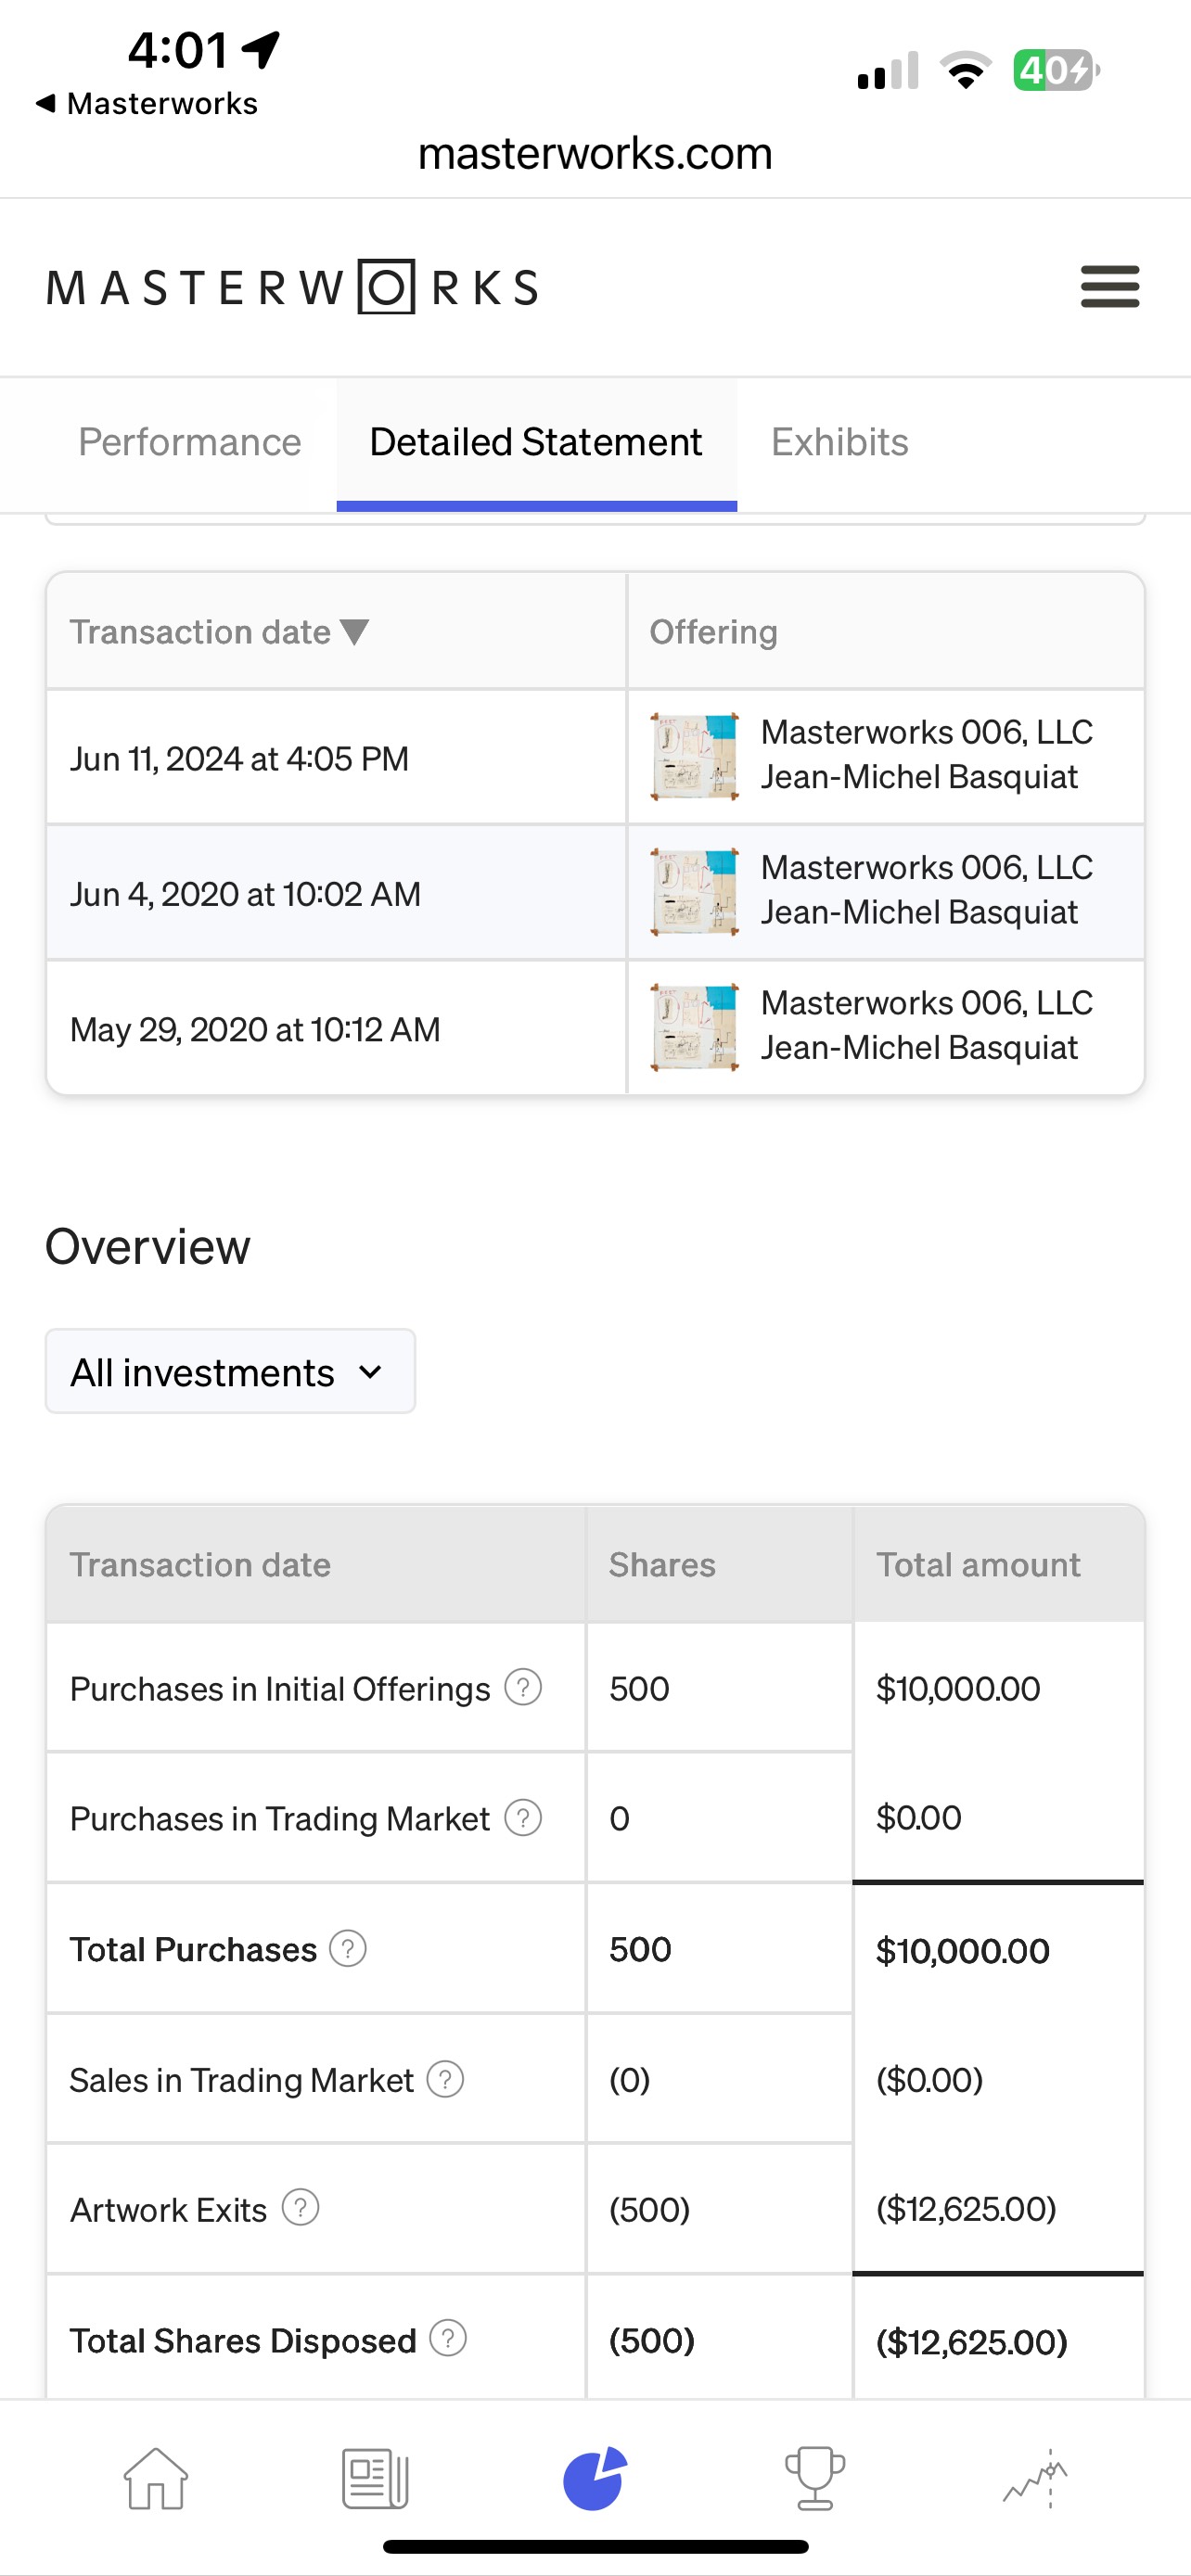 4:01
◀ Masterworks
40
masterworks.com
MASTERWORKS
Performance Detailed Statement Exhibits
Transaction date ▼ Offering
Jun 11, 2024 at 4:05 PM Masterworks 006, LLC
Jean-Michel Basquiat
Jun 4, 2020 at 10:02 AM Masterworks 006, LLC
Jean-Michel Basquiat
May 29, 2020 at 10:12 AM Masterworks 006, LLC
Jean-Michel Basquiat
Overview
All investments
Transaction date Shares Total amount
Purchases in Initial Offerings ? 500 $10,000.00
Purchases in Trading Market ? 0 $0.00
Total Purchases ? 500 $10,000.00
Sales in Trading Market ? (0) ($0.00)
Artwork Exits ? (500) ($12,625.00)
Total Shares Disposed ? (500) ($12,625.00)